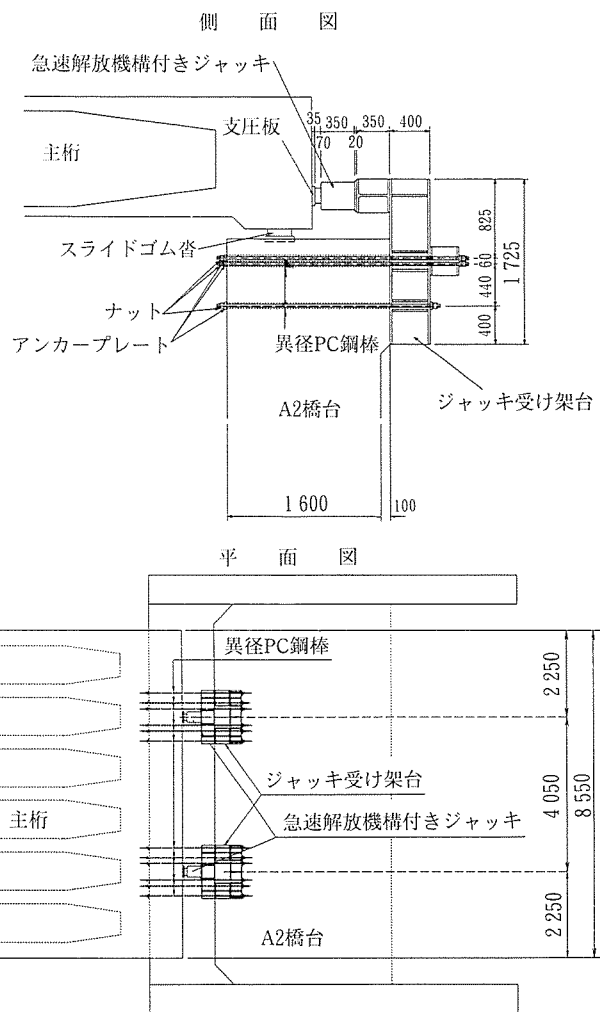 側 面 図
急速解放機構付きジャッキ
35 350 350 400
70 20
支圧板
主桁
825
60
1 725
440
400
スライドゴム沓
ナット
アンカープレート
異径PC鋼棒
ジャッキ受け架台
A2橋台
1 600
100
平 面 図
異径PC鋼棒
2 250
ジャッキ受け架台
4 050
8 550
主桁
急速解放機構付きジャッキ
2 250
A2橋台